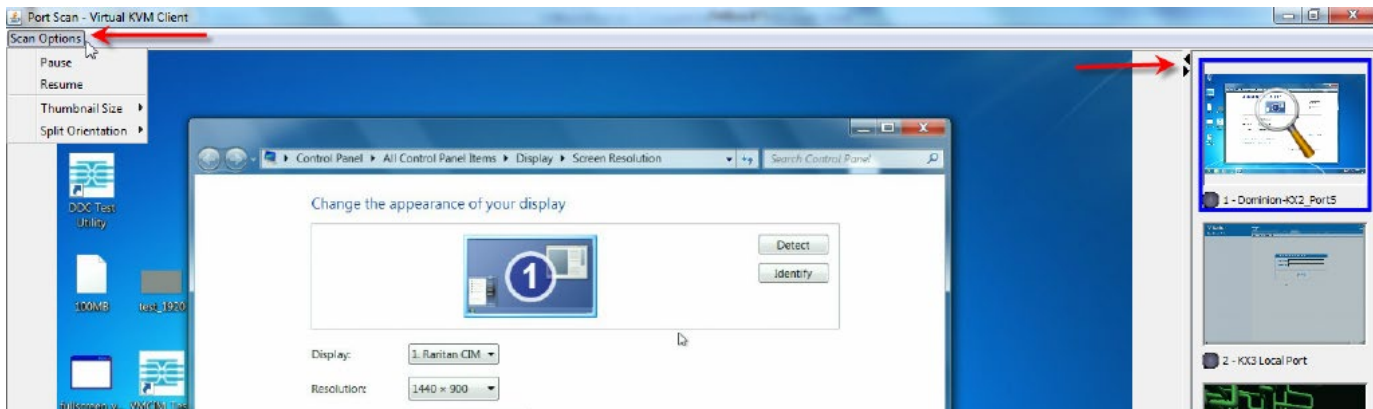 Port Scan - Virtual KVM Client
Scan Options
Pause
Resume
Thumbnail Size
Split Orientation
DDC Test
Utility
100MB
test_1920
Control Panel
All Control Panel Items
Display
Screen Resolution
Search Control Panel
Change the appearance of your display
1
Detect
Identify
Display:
1. Raritan CIM
Resolution:
1440 × 900
1 - Dominion-KX2_Port5
2 - KX3 Local Port